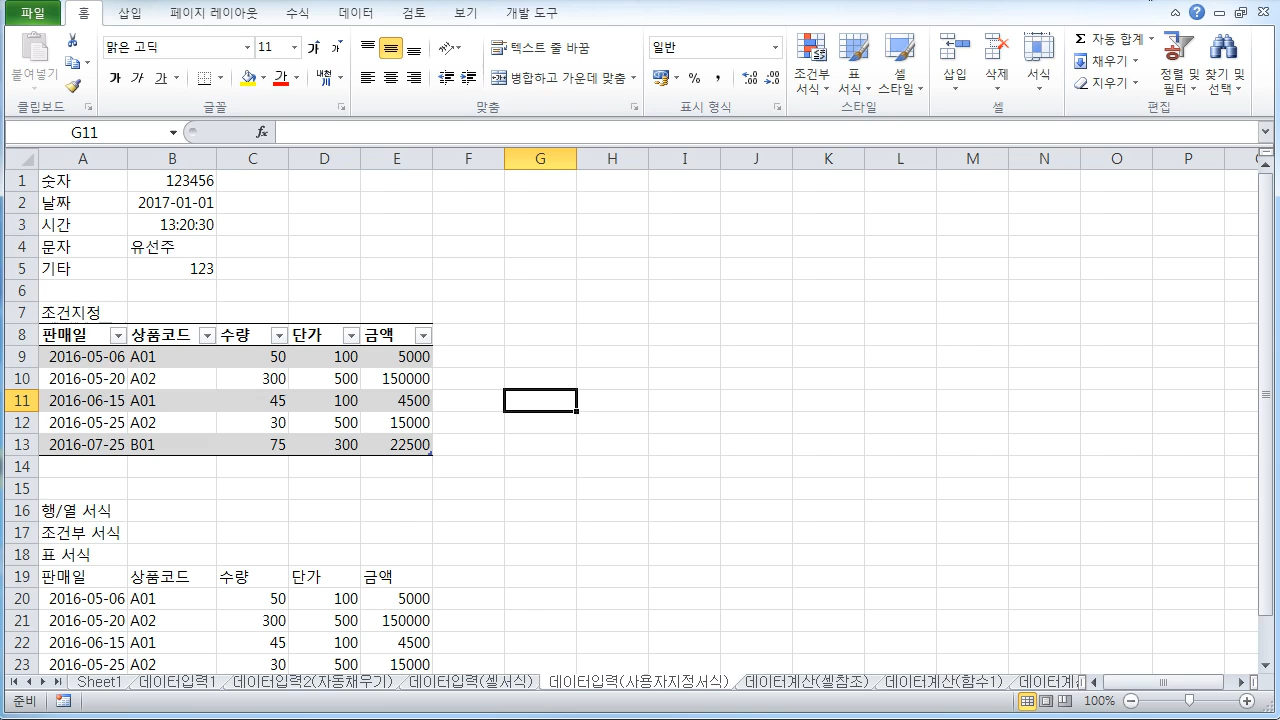 파일 홈 삽입 페이지 레이아웃 수식 데이터 검토 보기 개발 도구
맑은 고딕 11 가 가 텍스트 줄 바꿈 일반 Σ 자동 합계
붙여넣기 가 가 가 가 내천 병합하고 가운데 맞춤 % , 조건부 서식 표 서식 셀 스타일 삽입 삭제 서식 채우기 지우기 정렬 및 필터 찾기 및 선택
클립보드 글꼴 맞춤 표시 형식 스타일 셀 편집
G11 fx
A B C D E F G H I J K L M N O P
1 숫자 123456
2 날짜 2017-01-01
3 시간 13:20:30
4 문자 유선주
5 기타 123
6
7 조건지정
8 판매일 상품코드 수량 단가 금액
9 2016-05-06 A01 50 100 5000
10 2016-05-20 A02 300 500 150000
11 2016-06-15 A01 45 100 4500
12 2016-05-25 A02 30 500 15000
13 2016-07-25 B01 75 300 22500
14
15
16 행/열 서식
17 조건부 서식
18 표 서식
19 판매일 상품코드 수량 단가 금액
20 2016-05-06 A01 50 100 5000
21 2016-05-20 A02 300 500 150000
22 2016-06-15 A01 45 100 4500
23 2016-05-25 A02 30 500 15000
Sheet1 데이터입력1 데이터입력2(자동채우기) 데이터입력(셀서식) 데이터입력(사용자지정서식) 데이터계산(셀참조) 데이터계산(함수1) 데이터계
준비 100%